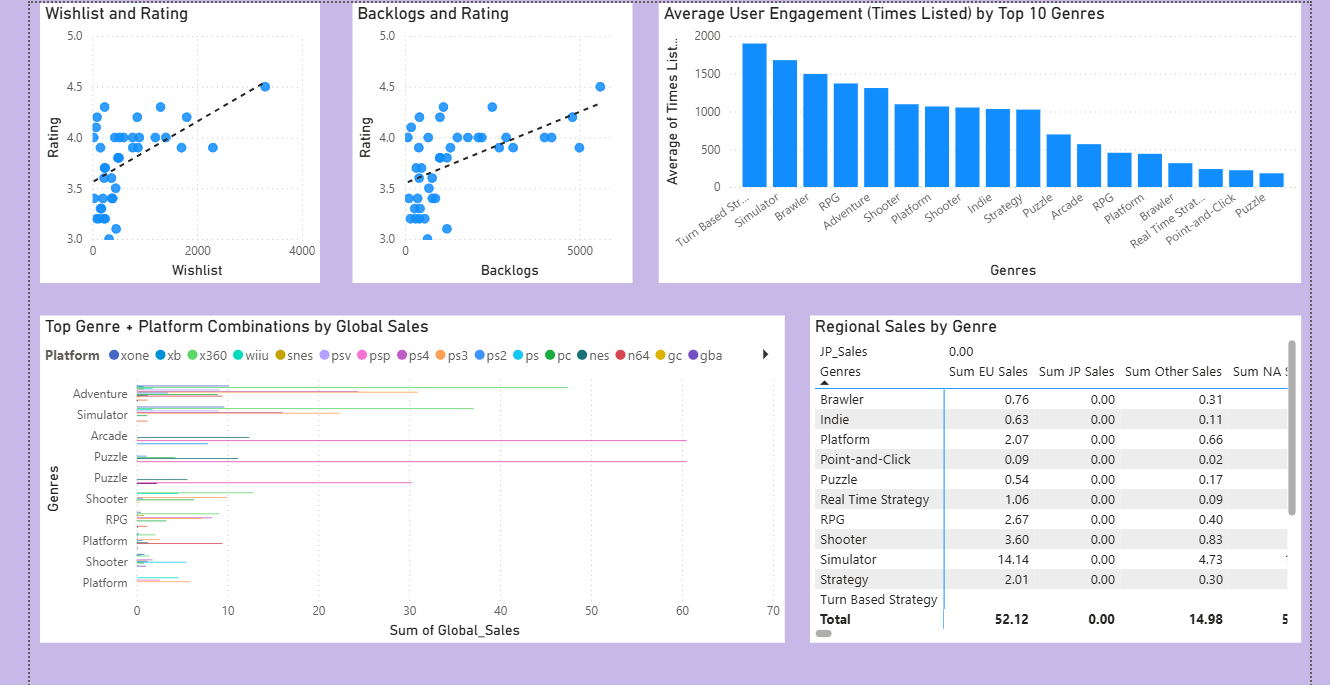 Wishlist and Rating
5.0
4.5
4.0
3.5
3.0
Rating
0 2000 4000
Wishlist
Backlogs and Rating
5.0
4.5
4.0
3.5
3.0
Rating
0 5000
Backlogs
Average User Engagement (Times Listed) by Top 10 Genres
2000
1500
1000
500
0
Average of Times List...
Turn Based Str...
Simulator
Brawler
RPG
Adventure
Shooter
Platform
Shooter
Indie
Strategy
Puzzle
Arcade
RPG
Platform
Brawler
Real Time Strat...
Point-and-Click
Puzzle
Genres
Top Genre + Platform Combinations by Global Sales
Platform xone xb x360 wiiu snes psv psp ps4 ps3 ps2 ps pc nes n64 gc gba
Genres
Adventure
Simulator
Arcade
Puzzle
Puzzle
Shooter
RPG
Platform
Shooter
Platform
0 10 20 30 40 50 60 70
Sum of Global_Sales
Regional Sales by Genre
JP_Sales 0.00
Genres Sum EU Sales Sum JP Sales Sum Other Sales Sum NA S
Brawler 0.76 0.00 0.31
Indie 0.63 0.00 0.11
Platform 2.07 0.00 0.66
Point-and-Click 0.09 0.00 0.02
Puzzle 0.54 0.00 0.17
Real Time Strategy 1.06 0.00 0.09
RPG 2.67 0.00 0.40
Shooter 3.60 0.00 0.83
Simulator 14.14 0.00 4.73 1
Strategy 2.01 0.00 0.30
Turn Based Strategy
Total 52.12 0.00 14.98 5